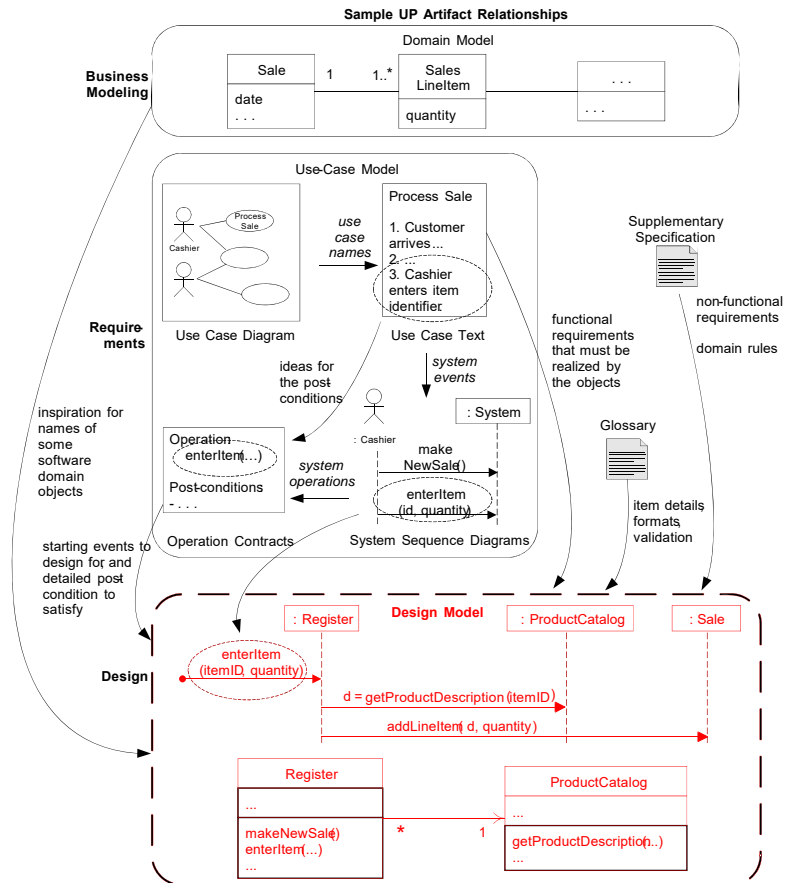 Sample UP Artifact Relationships
Domain Model
Business
Modeling
Sale
1
1..*
Sales
LineItem
. . .
date
. . .
quantity
. . .
Use-Case Model
Process Sale
1. Customer
arrives ...
2. ...
3. Cashier
enters item
identifier.
Process
Sale
Cashier
use
case
names
Use Case Diagram
Use Case Text
Supplementary
Specification
non-functional
requirements
domain rules
Require-
ments
functional
requirements
that must be
realized by
the objects
ideas for
the post-
conditions
system
events
: System
: Cashier
make
NewSale()
enterItem
(id, quantity)
Operation:
enterItem(...)
Post-conditions:
- . . .
system
operations
Operation Contracts
System Sequence Diagrams
Glossary
item details,
formats,
validation
inspiration for
names of
some
software
domain
objects
starting events to
design for, and
detailed post-
condition to
satisfy
Design Model
: Register
: ProductCatalog
: Sale
Design
enterItem
(itemID, quantity)
d = getProductDescription(itemID)
addLineItem( d, quantity )
Register
...
makeNewSale()
enterItem(...)
...
*
1
ProductCatalog
...
getProductDescription(...)
...